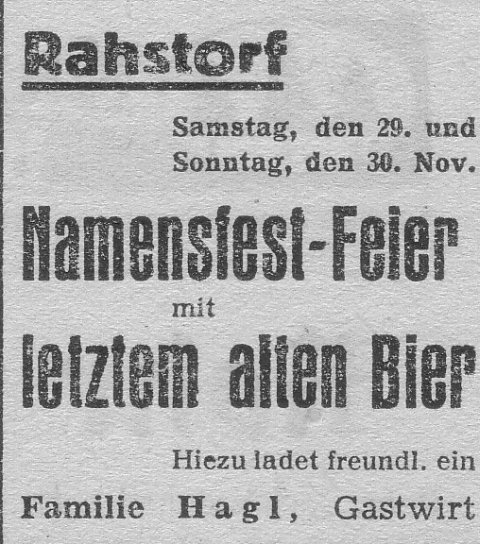 Rahstorf
Samstag, den 29. und
Sonntag, den 30. Nov.
Namensfest-Feier
mit
letztem alten Bier
Hiezu ladet freundl. ein
Familie Hagl, Gastwirt